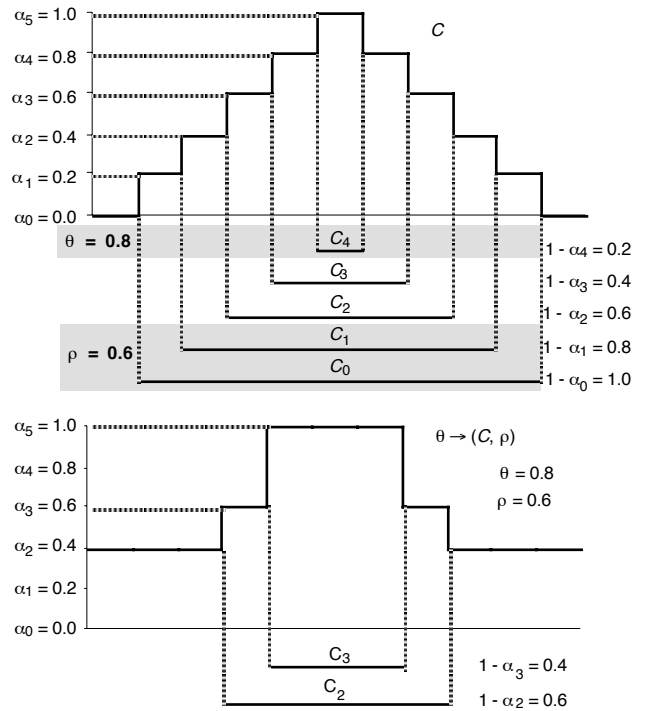 α5 = 1.0
C
α4 = 0.8
α3 = 0.6
α2 = 0.4
α1 = 0.2
α0 = 0.0
θ = 0.8
C4
1 - α4 = 0.2
C3
1 - α3 = 0.4
C2
1 - α2 = 0.6
C1
1 - α1 = 0.8
ρ = 0.6
C0
1 - α0 = 1.0
α5 = 1.0
θ → (C, ρ)
α4 = 0.8
θ = 0.8
α3 = 0.6
ρ = 0.6
α2 = 0.4
α1 = 0.2
α0 = 0.0
C3
1 - α3 = 0.4
C2
1 - α2 = 0.6